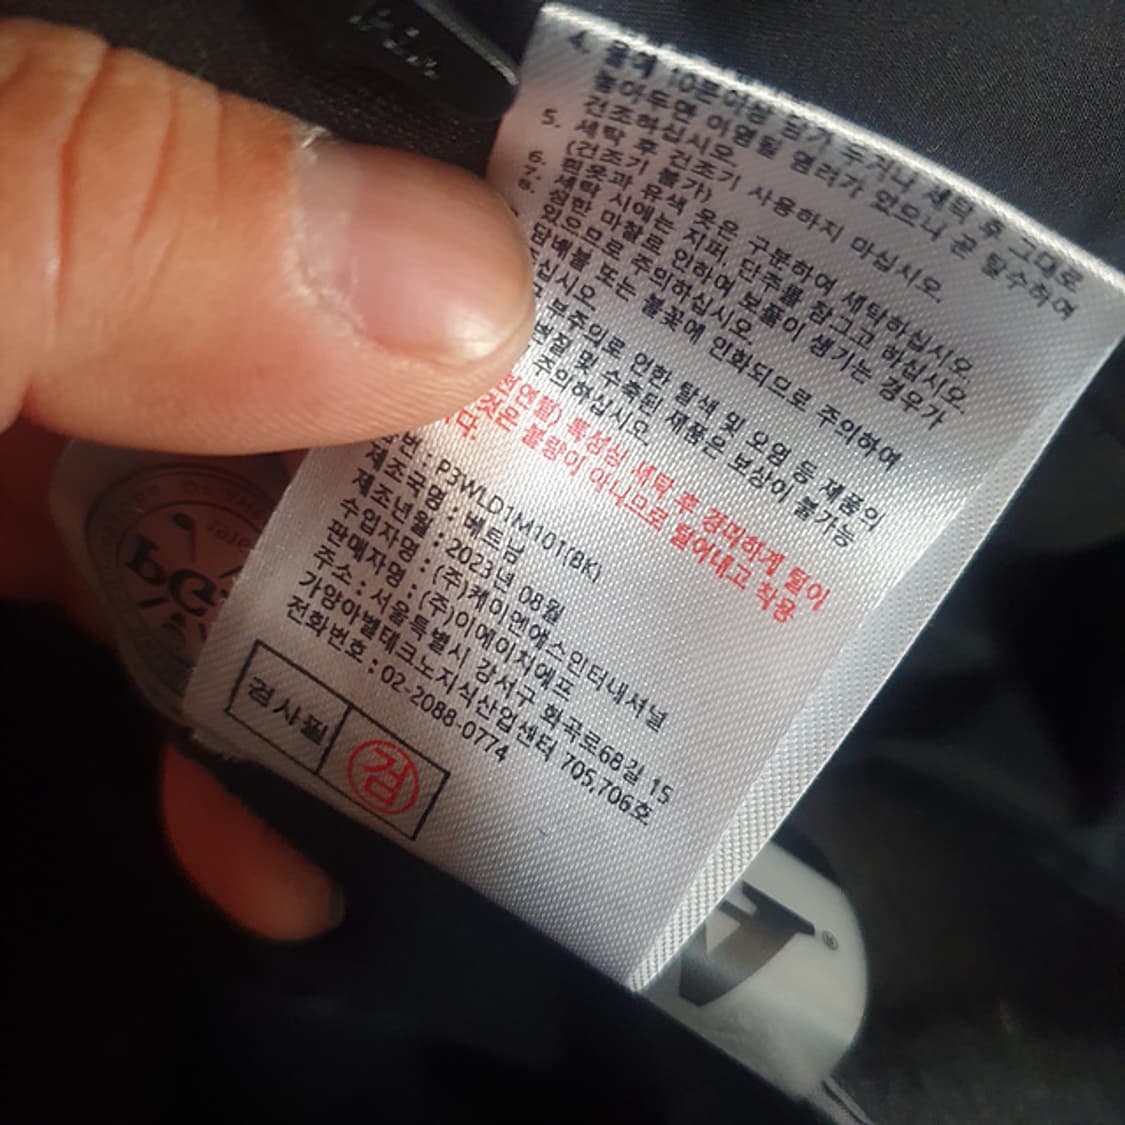 4. 물에 10분이상 담가 두거나 세탁 후 그대로
놓아두면 이염될 염려가 있으니 곧 탈수하여
건조하십시오.
5. 세탁 후 건조기 사용하지 마십시오.
(건조기 불가)
6. 흰옷과 유색 옷은 구분하여 세탁하십시오.
7. 세탁 시에는 지퍼, 단추를 잠그고 하십시오.
8. 심한 마찰로 인하여 보풀이 생기는 경우가
있으므로 주의하십시오.
담배불 또는 불꽃에 인화되므로 주의하여
십시오.
부주의로 인한 탈색 및 오염 등 제품의
변질 및 수축된 제품은 보상이 불가능
주의하십시오.
천연털) 특성상 세탁 후 경미하게 털이
것은 불량이 아니므로 털어내고 착용
다.
번 : P3WLD1M101(BK)
제조국명 : 베트남
제조년월 : 2023년 08월
수입자명 : (주)케이엔에스인터내셔널
판매자명 : (주)이에이지에프
주소 : 서울특별시 강서구 화곡로68길 15
가양아벨테크노지식산업센터 705,706호
전화번호 : 02-2088-0774
검사필 검